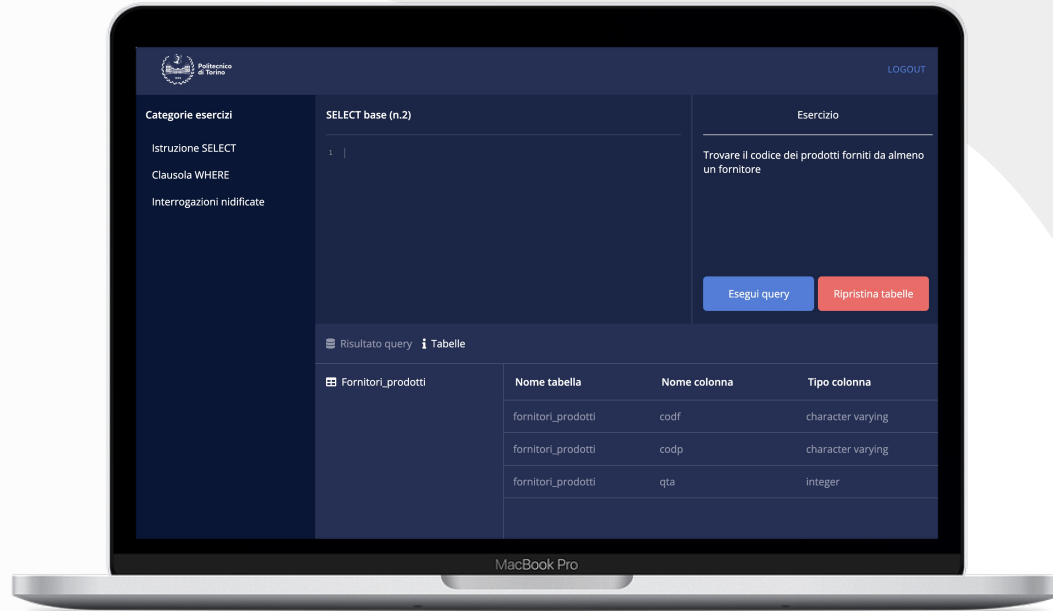 Politecnico
di Torino
LOGOUT
Categorie esercizi
Istruzione SELECT
Clausola WHERE
Interrogazioni nidificate
SELECT base (n.2)
1
Esercizio
Trovare il codice dei prodotti forniti da almeno
un fornitore
Esegui query
Ripristina tabelle
Risultato query
Tabelle
Fornitori_prodotti
Nome tabella Nome colonna Tipo colonna
fornitori_prodotti codf character varying
fornitori_prodotti codp character varying
fornitori_prodotti qta integer
MacBook Pro